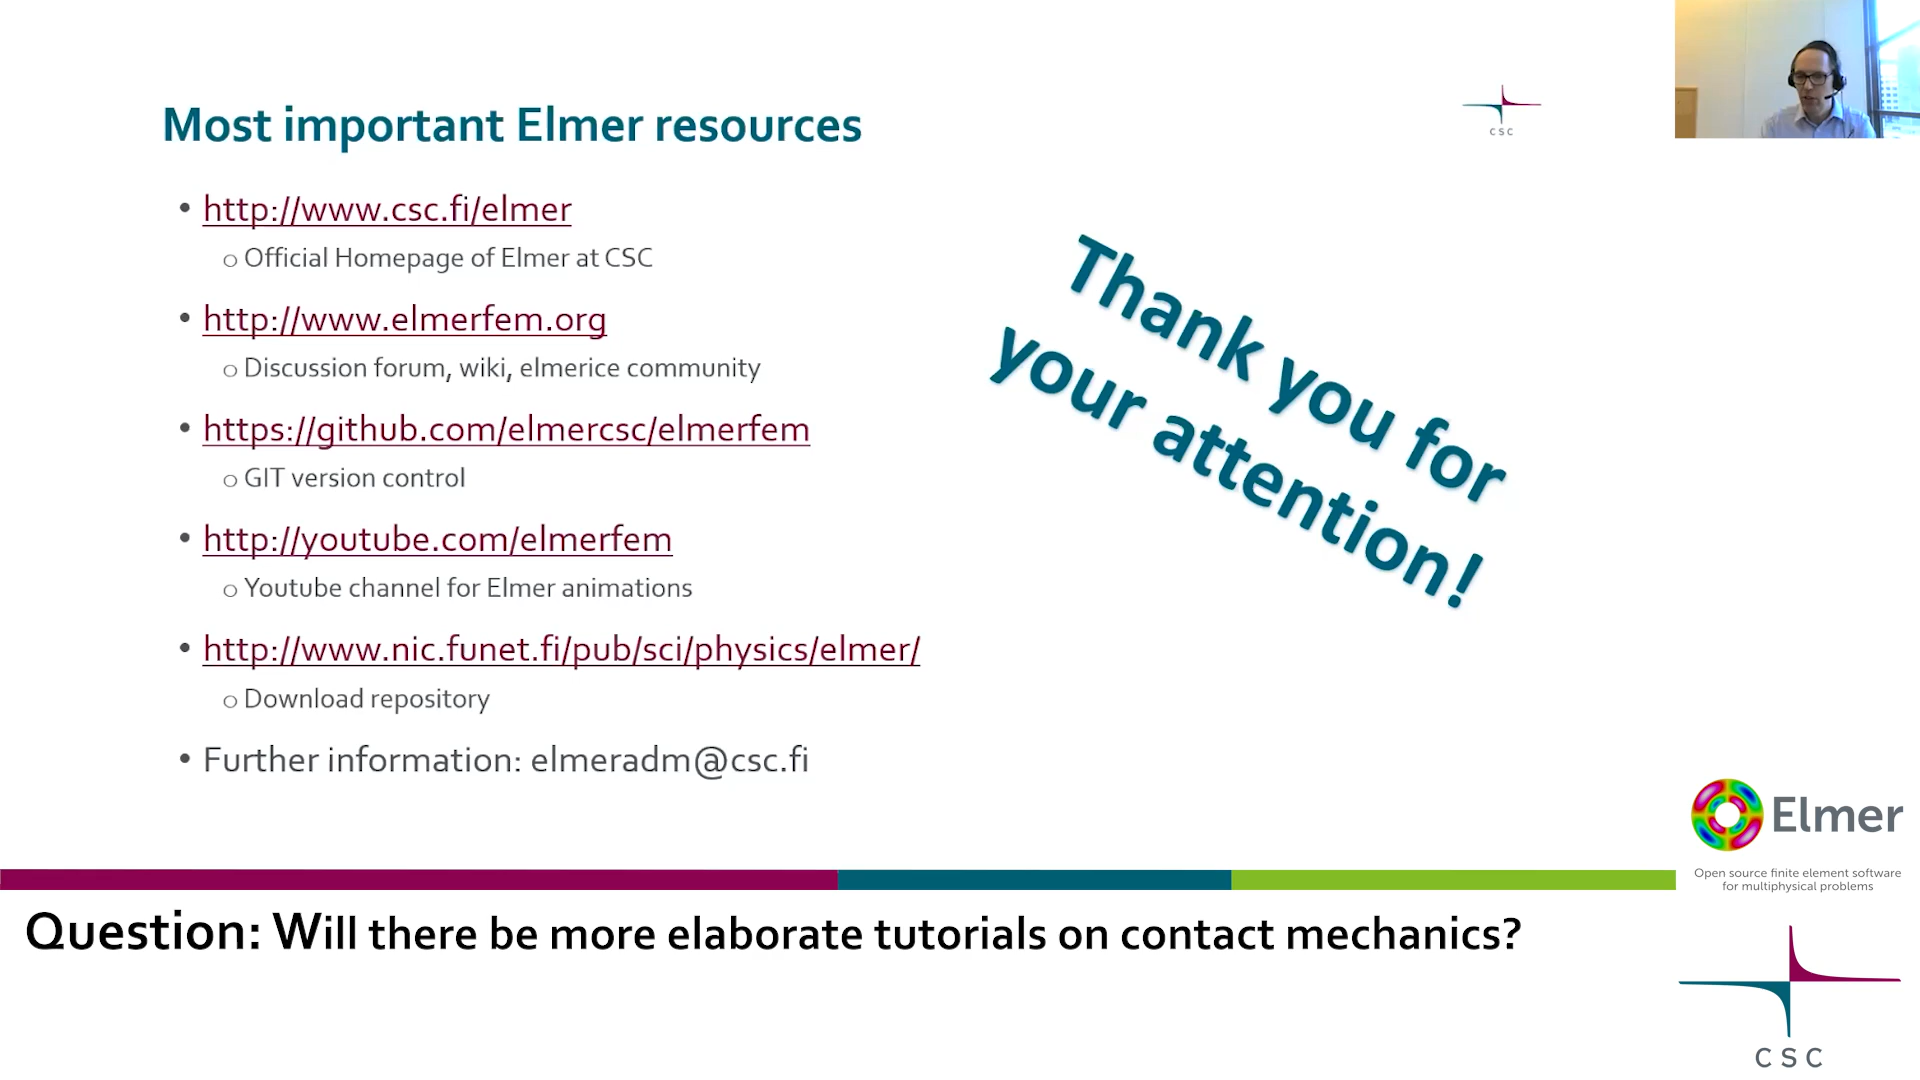 Most important Elmer resources
CSC
• http://www.csc.fi/elmer
o Official Homepage of Elmer at CSC
• http://www.elmerfem.org
o Discussion forum, wiki, elmerice community
• https://github.com/elmercsc/elmerfem
o GIT version control
• http://youtube.com/elmerfem
o Youtube channel for Elmer animations
• http://www.nic.funet.fi/pub/sci/physics/elmer/
o Download repository
• Further information: elmeradm@csc.fi
Thank you for
your attention!
Elmer
Open source finite element software
for multiphysical problems
Question: Will there be more elaborate tutorials on contact mechanics?
CSC